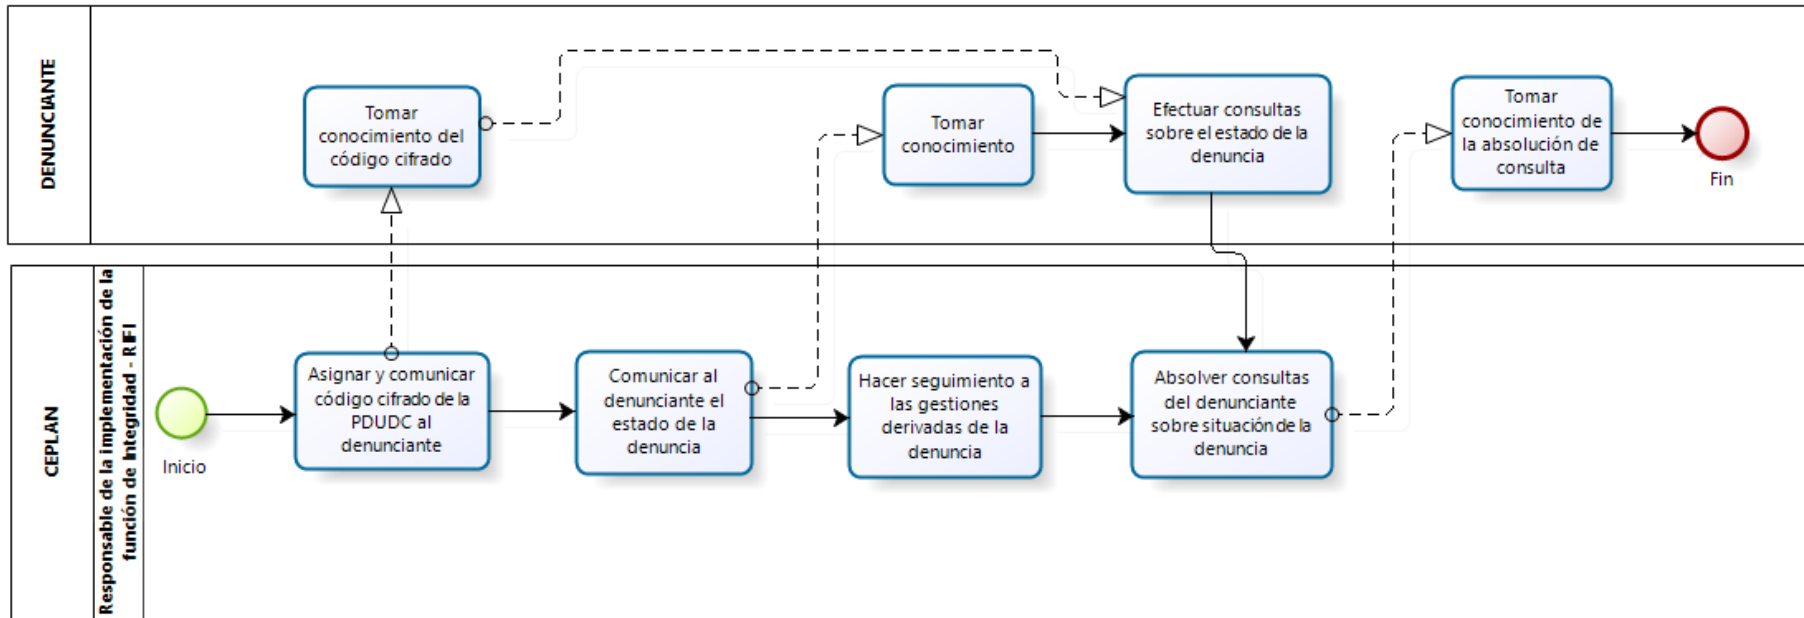 DENUNCIANTE
Tomar
conocimiento del
código cifrado
Tomar
conocimiento
Efectuar consultas
sobre el estado de la
denuncia
Tomar
conocimiento de
la absolución de
consulta
Fin
CEPLAN
Responsable de la implementación de la
función de Integridad - RIFI
Inicio
Asignar y comunicar
código cifrado de la
PDUDC al
denunciante
Comunicar al
denunciante el
estado de la
denuncia
Hacer seguimiento a
las gestiones
derivadas de la
denuncia
Absolver consultas
del denunciante
sobre situación de la
denuncia